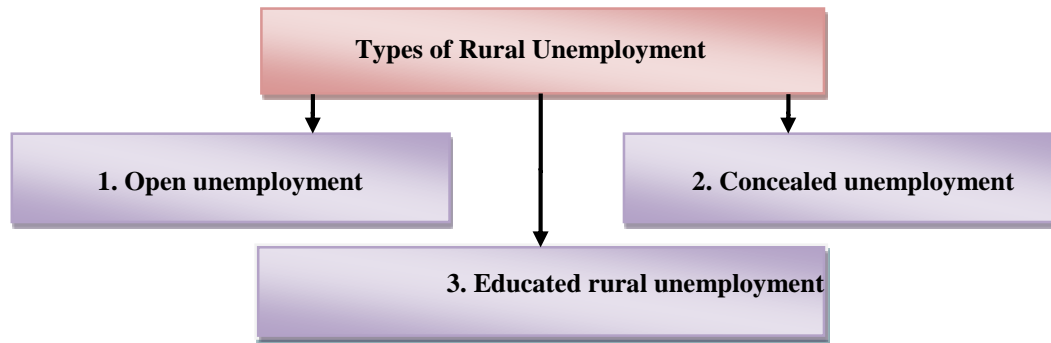 Types of Rural Unemployment
1. Open unemployment
2. Concealed unemployment
3. Educated rural unemployment